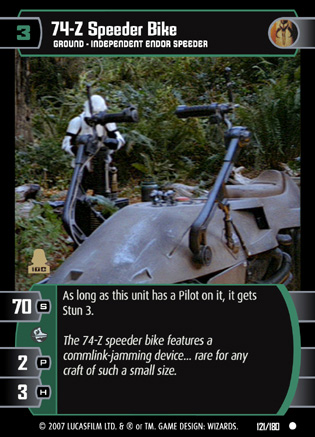 3
74-Z Speeder Bike
GROUND • INDEPENDENT ENDOR SPEEDER
IGC
70 S
As long as this unit has a Pilot on it, it gets
Stun 3.
The 74-Z speeder bike features a
2 P
commlink-jamming device... rare for any
craft of such a small size.
3 H
© 2007 LUCASFILM LTD. & ® or TM. GAME DESIGN: WIZARDS. 121/180